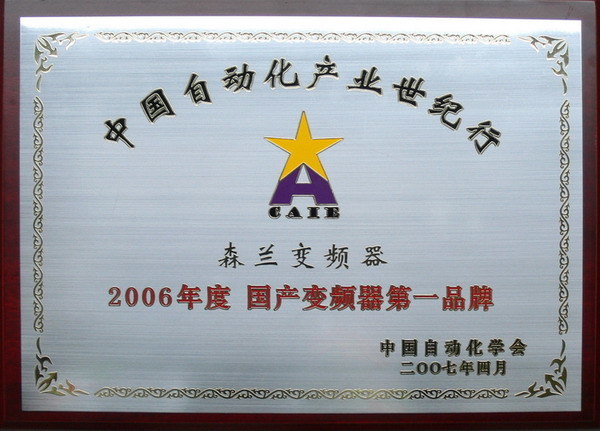 中国自动化产业世纪行
CAIE
森兰变频器
2006年度 国产变频器第一品牌
中国自动化学会
二〇〇七年四月